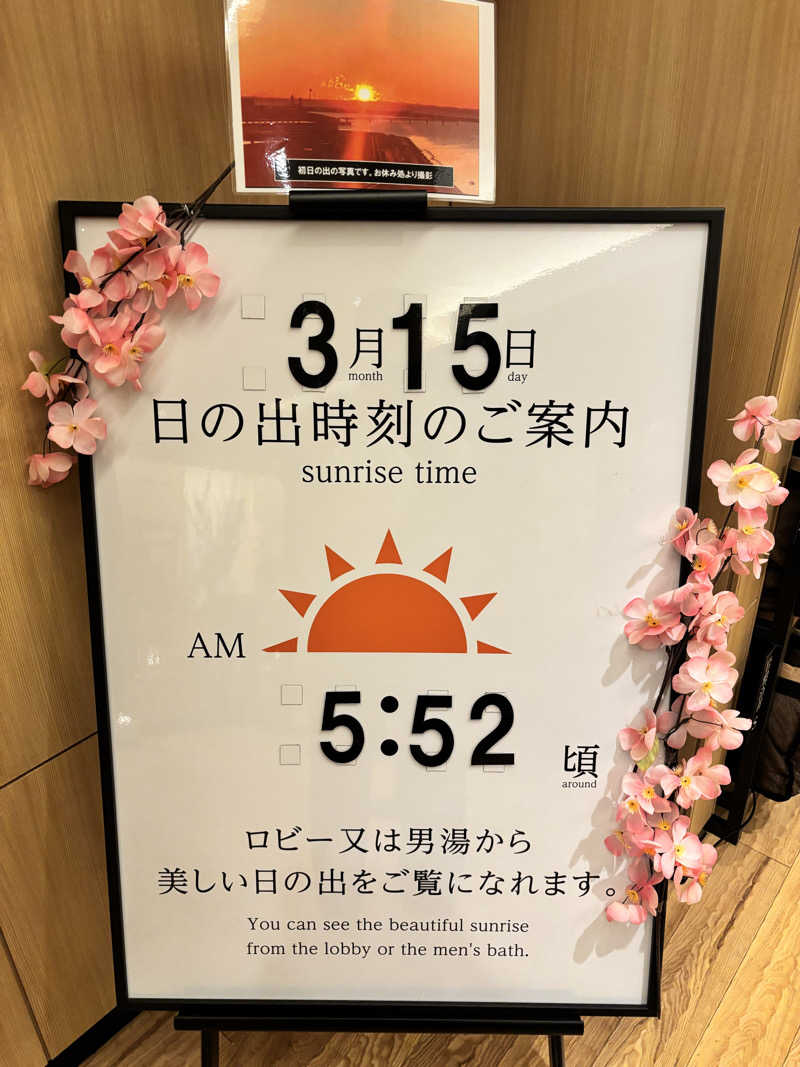 初日の出の写真です。お休み処より撮影
3月15日
month day
日の出時刻のご案内
sunrise time
AM
5:52
頃
around
ロビー又は男湯から
美しい日の出をご覧になれます。
You can see the beautiful sunrise
from the lobby or the men's bath.